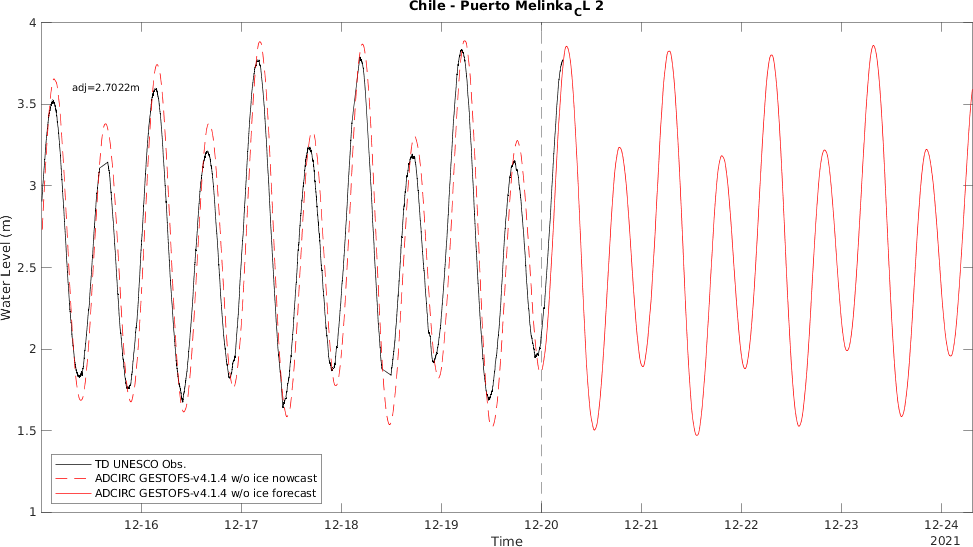 Chile - Puerto Melinka_CL 2
4
3.5
3
2.5
2
1.5
1
Water Level (m)
adj=2.7022m
TD UNESCO Obs.
ADCIRC GESTOFS-v4.1.4 w/o ice nowcast
ADCIRC GESTOFS-v4.1.4 w/o ice forecast
12-16 12-17 12-18 12-19 12-20 12-21 12-22 12-23 12-24
Time 2021